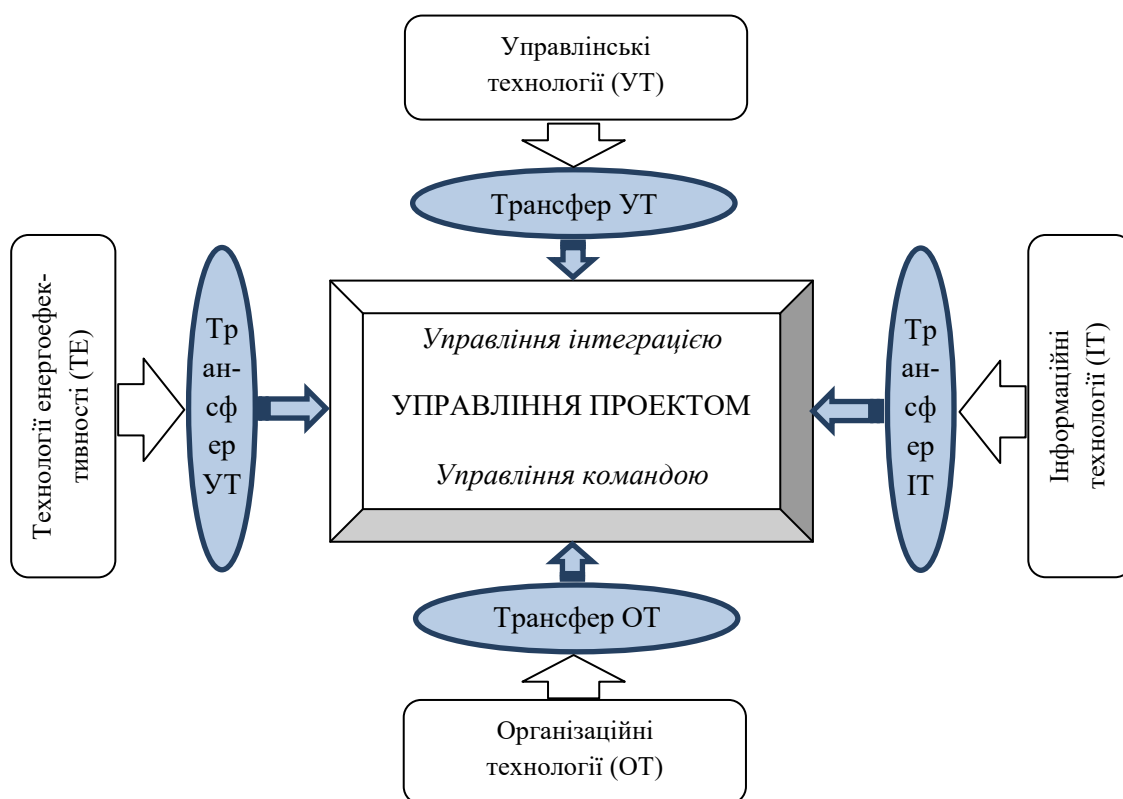 Управлінські
технології (УТ)
Трансфер УТ
Технології енергоефек-
тивності (ТЕ)
Тр
ан-
сф
ер
УТ
Управління інтеграцією
УПРАВЛІННЯ ПРОЕКТОМ
Управління командою
Тр
ан-
сф
ер
ІТ
Інформаційні
технології (ІТ)
Трансфер ОТ
Організаційні
технології (ОТ)